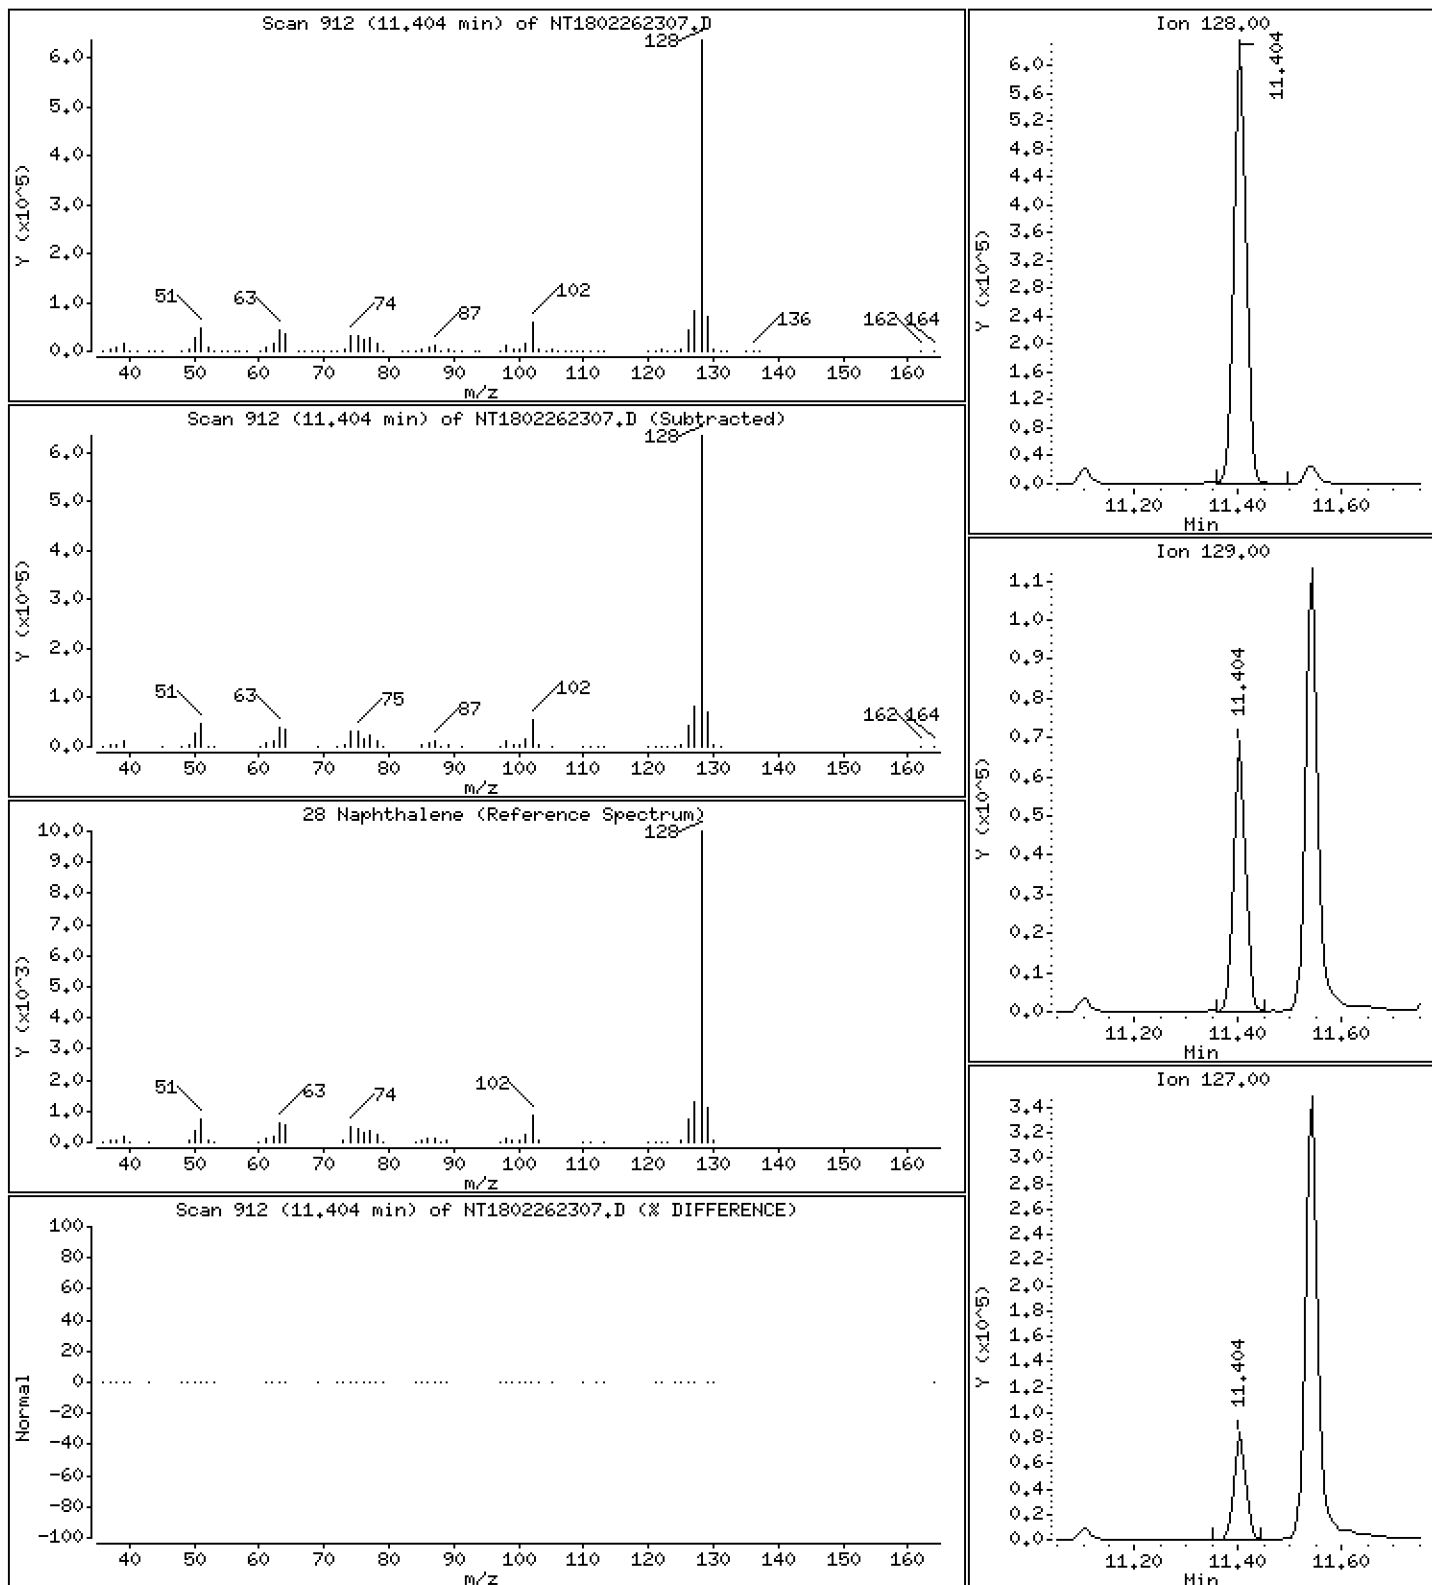 Scan 912 (11.404 min) of NT1802262307.D
128
6.0
5.0
4.0
3.0
2.0
1.0
0.0
Y (x10^5)
51 63 74 87 102 136 162 164
40 50 60 70 80 90 100 110 120 130 140 150 160
m/z
Scan 912 (11.404 min) of NT1802262307.D (Subtracted)
128
6.0
5.0
4.0
3.0
2.0
1.0
0.0
Y (x10^5)
51 63 75 87 102 162 164
40 50 60 70 80 90 100 110 120 130 140 150 160
m/z
28 Naphthalene (Reference Spectrum)
128
10.0
9.0
8.0
7.0
6.0
5.0
4.0
3.0
2.0
1.0
0.0
Y (x10^3)
51 63 74 102
40 50 60 70 80 90 100 110 120 130 140 150 160
m/z
Scan 912 (11.404 min) of NT1802262307.D (% DIFFERENCE)
100
80
60
40
20
0
-20
-40
-60
-80
-100
Normal
40 50 60 70 80 90 100 110 120 130 140 150 160
m/z
Ion 128.00
11.404
6.0
5.6
5.2
4.8
4.4
4.0
3.6
3.2
2.8
2.4
2.0
1.6
1.2
0.8
0.4
0.0
Y (x10^5)
11.20 11.40 11.60
Min
Ion 129.00
11.404
1.1
1.0
0.9
0.8
0.7
0.6
0.5
0.4
0.3
0.2
0.1
0.0
Y (x10^5)
11.20 11.40 11.60
Min
Ion 127.00
11.404
3.4
3.2
3.0
2.8
2.6
2.4
2.2
2.0
1.8
1.6
1.4
1.2
1.0
0.8
0.6
0.4
0.2
0.0
Y (x10^5)
11.20 11.40 11.60
Min